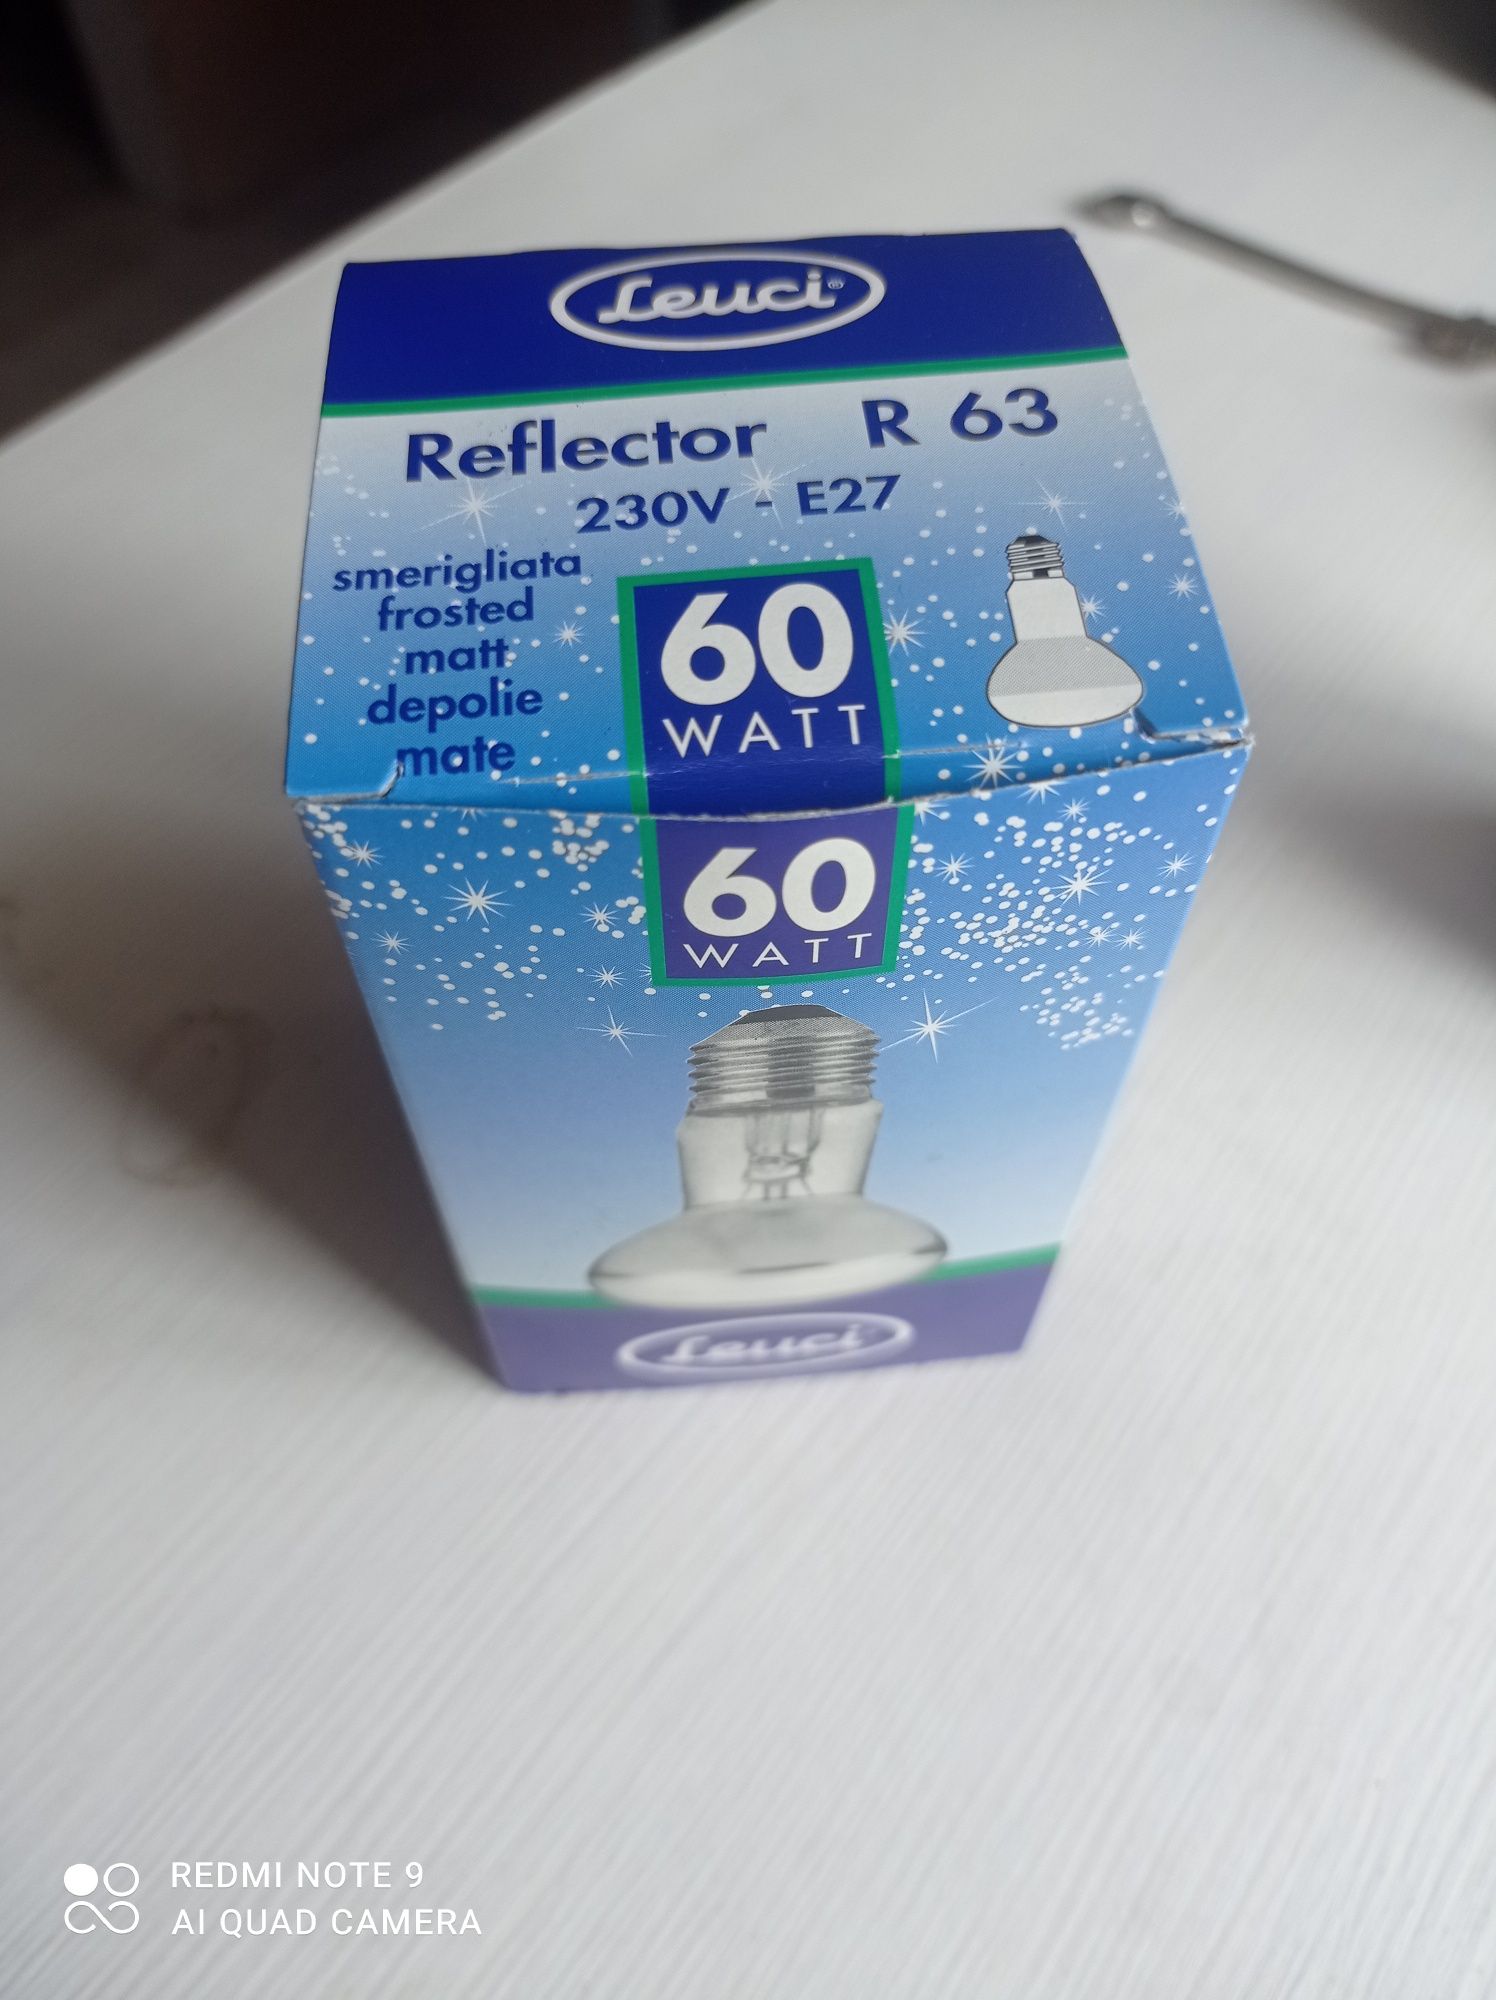 Leuci®
Reflector R 63
230V - E27
smerigliata
frosted
matt
depolie
mate
60
WATT
60
WATT
Leuci
REDMI NOTE 9
AI QUAD CAMERA